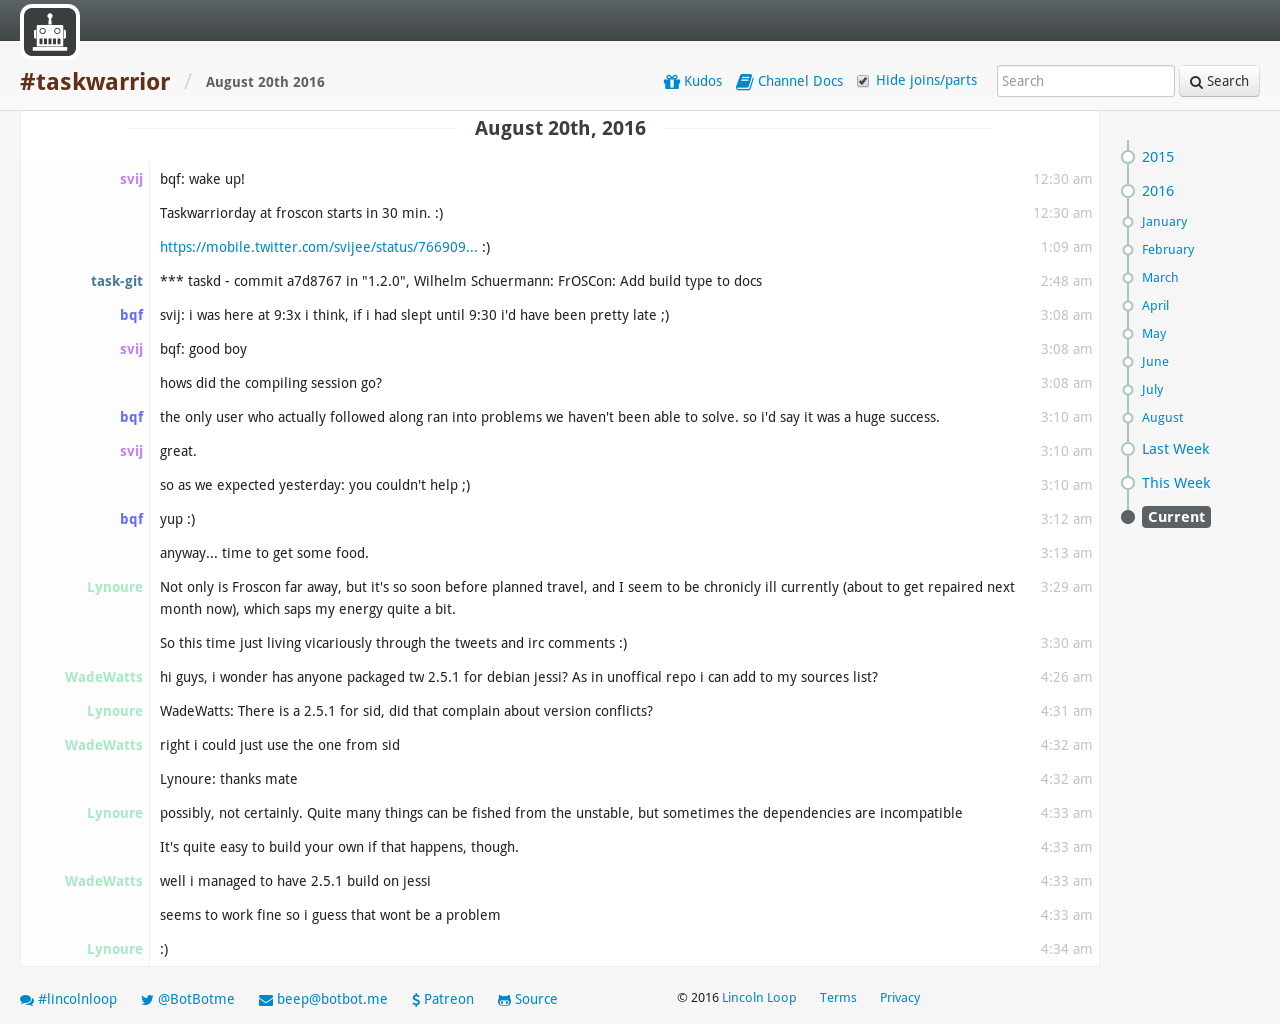 #taskwarrior / August 20th 2016 Kudos Channel Docs Hide joins/parts Search Search
August 20th, 2016
svij bqf: wake up! 12:30 am
Taskwarriorday at froscon starts in 30 min. :) 12:30 am
https://mobile.twitter.com/svijee/status/766909... :) 1:09 am
task-git *** taskd - commit a7d8767 in "1.2.0", Wilhelm Schuermann: FrOSCon: Add build type to docs 2:48 am
bqf svij: i was here at 9:3x i think, if i had slept until 9:30 i'd have been pretty late ;) 3:08 am
svij bqf: good boy 3:08 am
hows did the compiling session go? 3:08 am
bqf the only user who actually followed along ran into problems we haven't been able to solve. so i'd say it was a huge success. 3:10 am
svij great. 3:10 am
so as we expected yesterday: you couldn't help ;) 3:10 am
bqf yup :) 3:12 am
anyway... time to get some food. 3:13 am
Lynoure Not only is Froscon far away, but it's so soon before planned travel, and I seem to be chronicly ill currently (about to get repaired next 3:29 am
month now), which saps my energy quite a bit.
So this time just living vicariously through the tweets and irc comments :) 3:30 am
WadeWatts hi guys, i wonder has anyone packaged tw 2.5.1 for debian jessi? As in unoffical repo i can add to my sources list? 4:26 am
Lynoure WadeWatts: There is a 2.5.1 for sid, did that complain about version conflicts? 4:31 am
WadeWatts right i could just use the one from sid 4:32 am
Lynoure: thanks mate 4:32 am
Lynoure possibly, not certainly. Quite many things can be fished from the unstable, but sometimes the dependencies are incompatible 4:33 am
It's quite easy to build your own if that happens, though. 4:33 am
WadeWatts well i managed to have 2.5.1 build on jessi 4:33 am
seems to work fine so i guess that wont be a problem 4:33 am
Lynoure :) 4:34 am
2015
2016
January
February
March
April
May
June
July
August
Last Week
This Week
Current
#lincolnloop @BotBotme beep@botbot.me Patreon Source © 2016 Lincoln Loop Terms Privacy